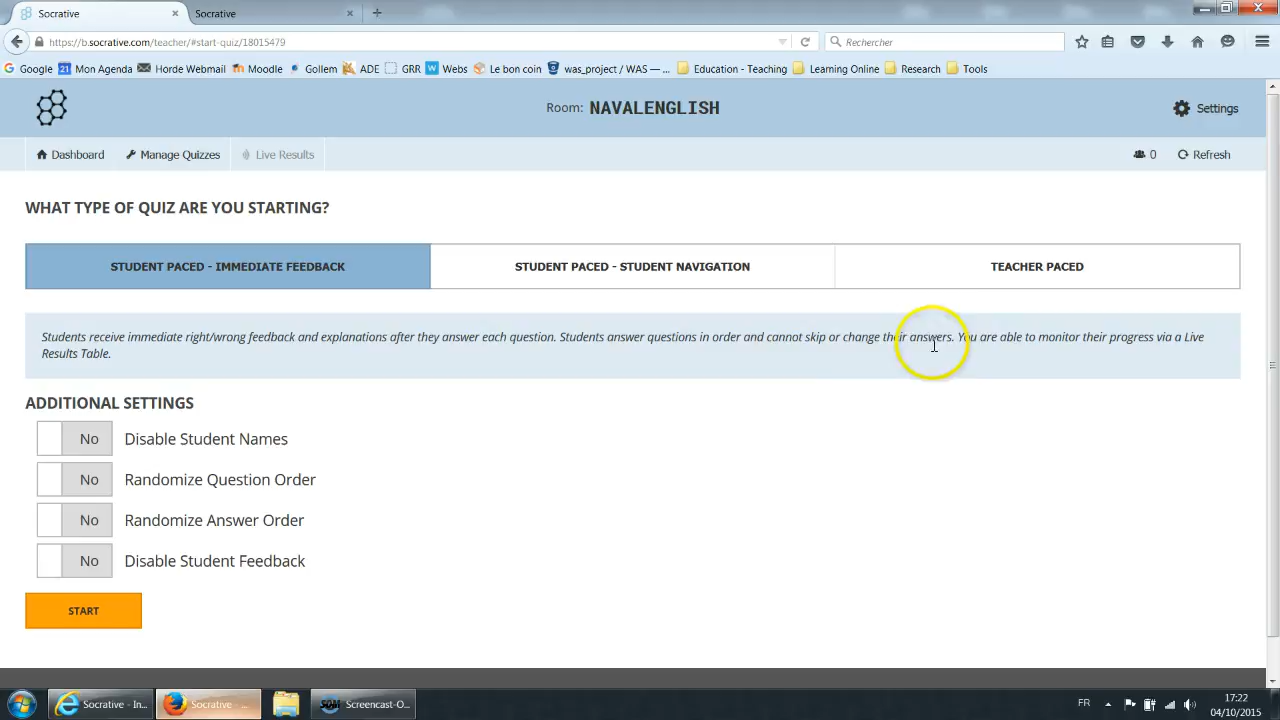 Socrative
Socrative
https://b.socrative.com/teacher/#start-quiz/18015479
Rechercher
Google
Mon Agenda
Horde Webmail
Moodle
Gollem
ADE
GRR
Webs
Le bon coin
was_project / WAS — ...
Education - Teaching
Learning Online
Research
Tools
Room: NAVALENGLISH
Settings
Dashboard
Manage Quizzes
Live Results
0
Refresh
WHAT TYPE OF QUIZ ARE YOU STARTING?
STUDENT PACED - IMMEDIATE FEEDBACK
STUDENT PACED - STUDENT NAVIGATION
TEACHER PACED
Students receive immediate right/wrong feedback and explanations after they answer each question. Students answer questions in order and cannot skip or change their answers. You are able to monitor their progress via a Live
Results Table.
ADDITIONAL SETTINGS
No Disable Student Names
No Randomize Question Order
No Randomize Answer Order
No Disable Student Feedback
START
Socrative - In...
Socrative - ...
Screencast-O...
FR
17:22
04/10/2015